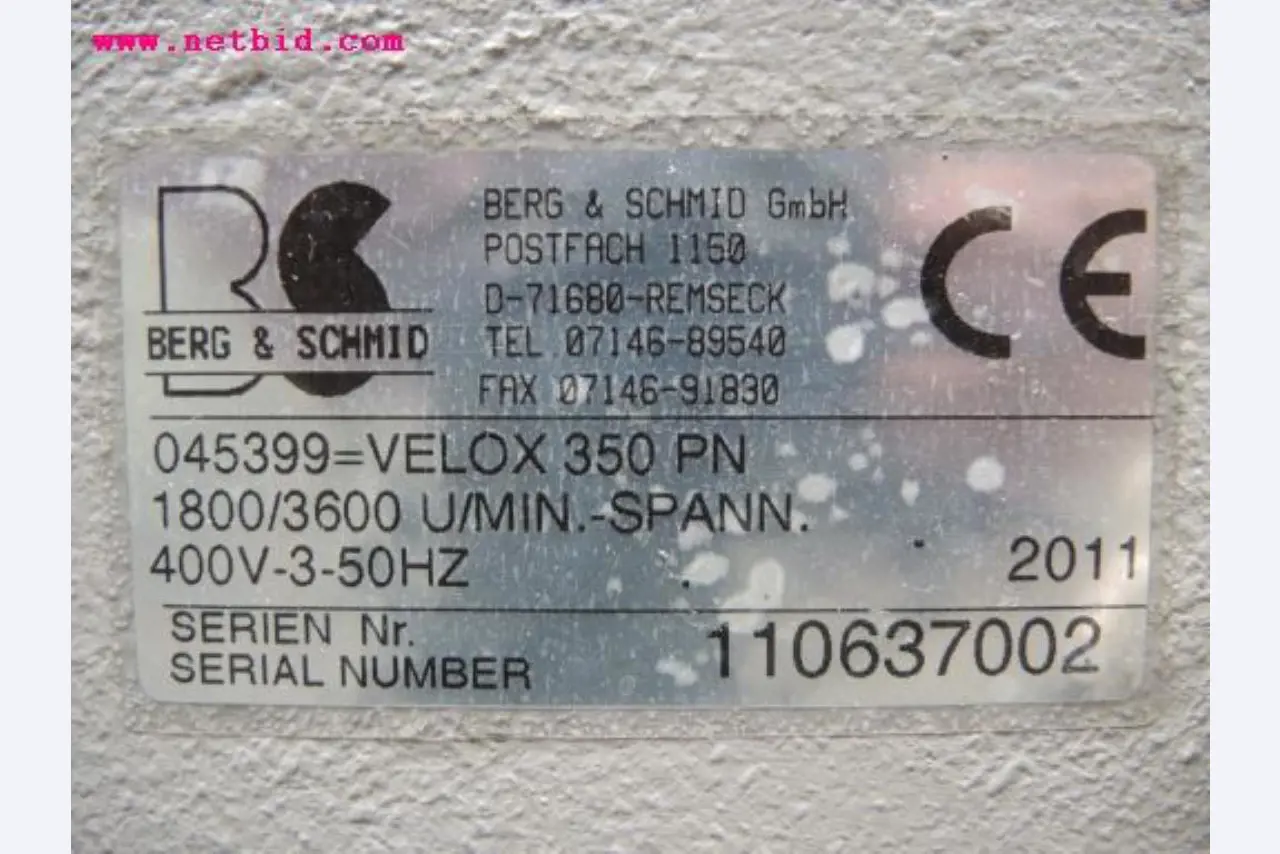 www.netbid.com
BS
BERG & SCHMID
BERG & SCHMID GmbH
POSTFACH 1150
D-71680-REMSECK
TEL 07146-89540
FAX 07146-91830
CE
045399=VELOX 350 PN
1800/3600 U/MIN.-SPANN.
400V-3-50HZ
2011
SERIEN Nr.
SERIAL NUMBER
110637002